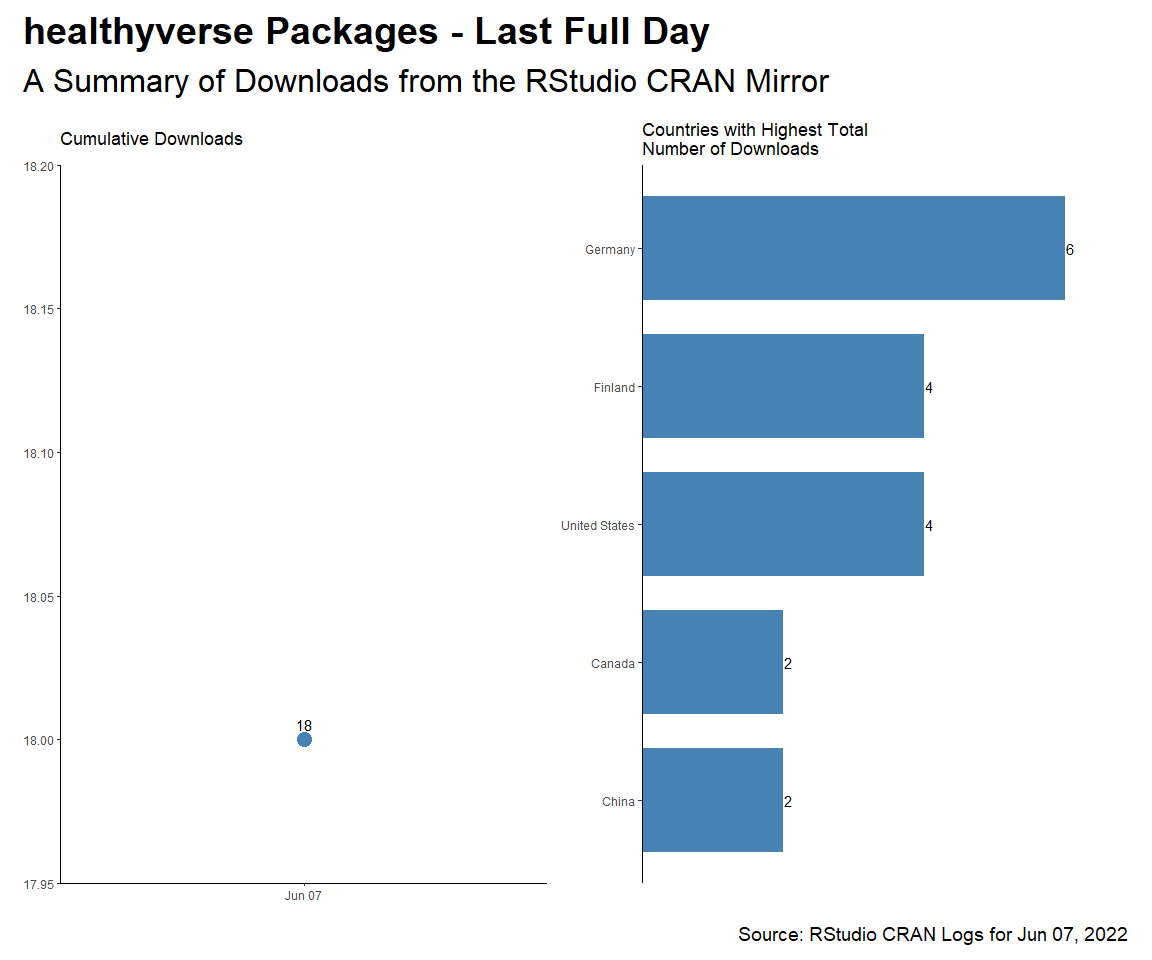 healthyverse Packages - Last Full Day
A Summary of Downloads from the RStudio CRAN Mirror
Cumulative Downloads
18.20
18.15
18.10
18.05
18.00
17.95
18
Jun 07
Countries with Highest Total
Number of Downloads
Germany 6
Finland 4
United States 4
Canada 2
China 2
Source: RStudio CRAN Logs for Jun 07, 2022